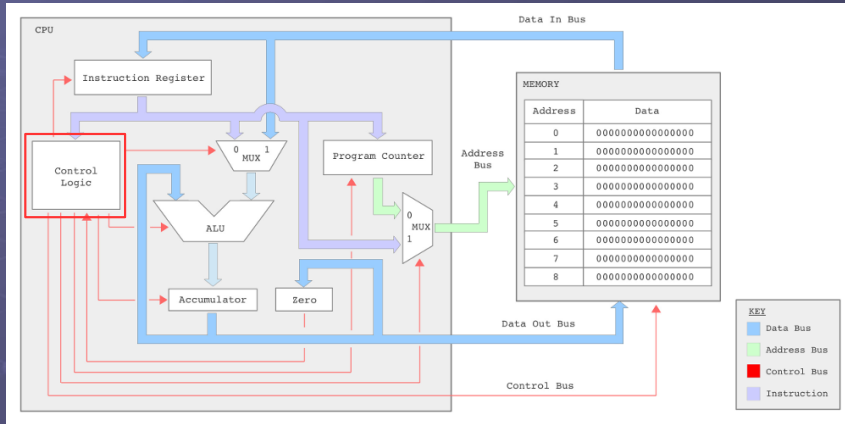 Data In Bus
CPU
Instruction Register
MEMORY
Address Data
0 0000000000000000
1 0000000000000000
2 0000000000000000
3 0000000000000000
4 0000000000000000
5 0000000000000000
6 0000000000000000
7 0000000000000000
8 0000000000000000
Control
Logic
0 1
MUX
Program Counter
Address
Bus
ALU
0
MUX
1
Accumulator
Zero
Data Out Bus
Control Bus
KEY
Data Bus
Address Bus
Control Bus
Instruction